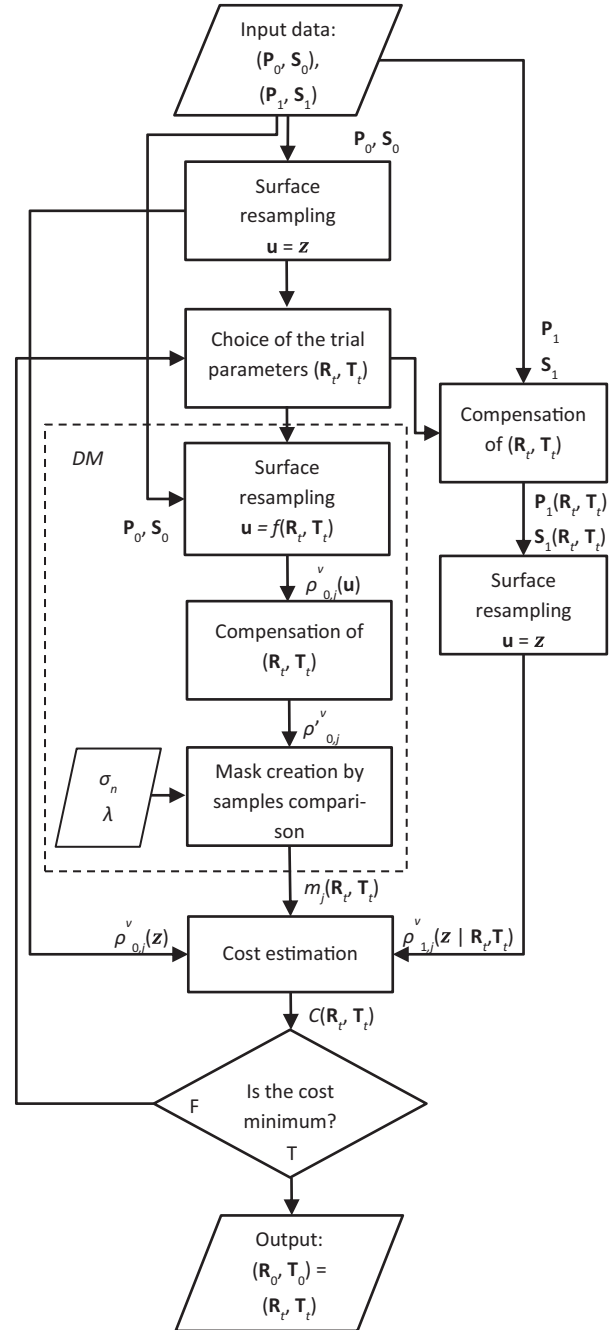 Input data:
(P₀, S₀),
(P₁, S₁)
P₀, S₀
Surface
resampling
u = z
P₁
S₁
Choice of the trial
parameters (Rₜ, Tₜ)
Compensation
of (Rₜ, Tₜ)
DM
Surface
resampling
u = f(Rₜ, Tₜ)
P₀, S₀
P₁(Rₜ, Tₜ)
S₁(Rₜ, Tₜ)
ρᵛ₀,ⱼ(u)
Surface
resampling
u = z
Compensation of
(Rₜ, Tₜ)
ρ'ᵛ₀,ⱼ
σₙ
λ
Mask creation by
samples compari-
son
mⱼ(Rₜ, Tₜ)
ρᵛ₀,ⱼ(z)
Cost estimation
ρᵛ₁,ⱼ(z | Rₜ,Tₜ)
C(Rₜ, Tₜ)
Is the cost
minimum?
F
T
Output:
(R₀, T₀) =
(Rₜ, Tₜ)